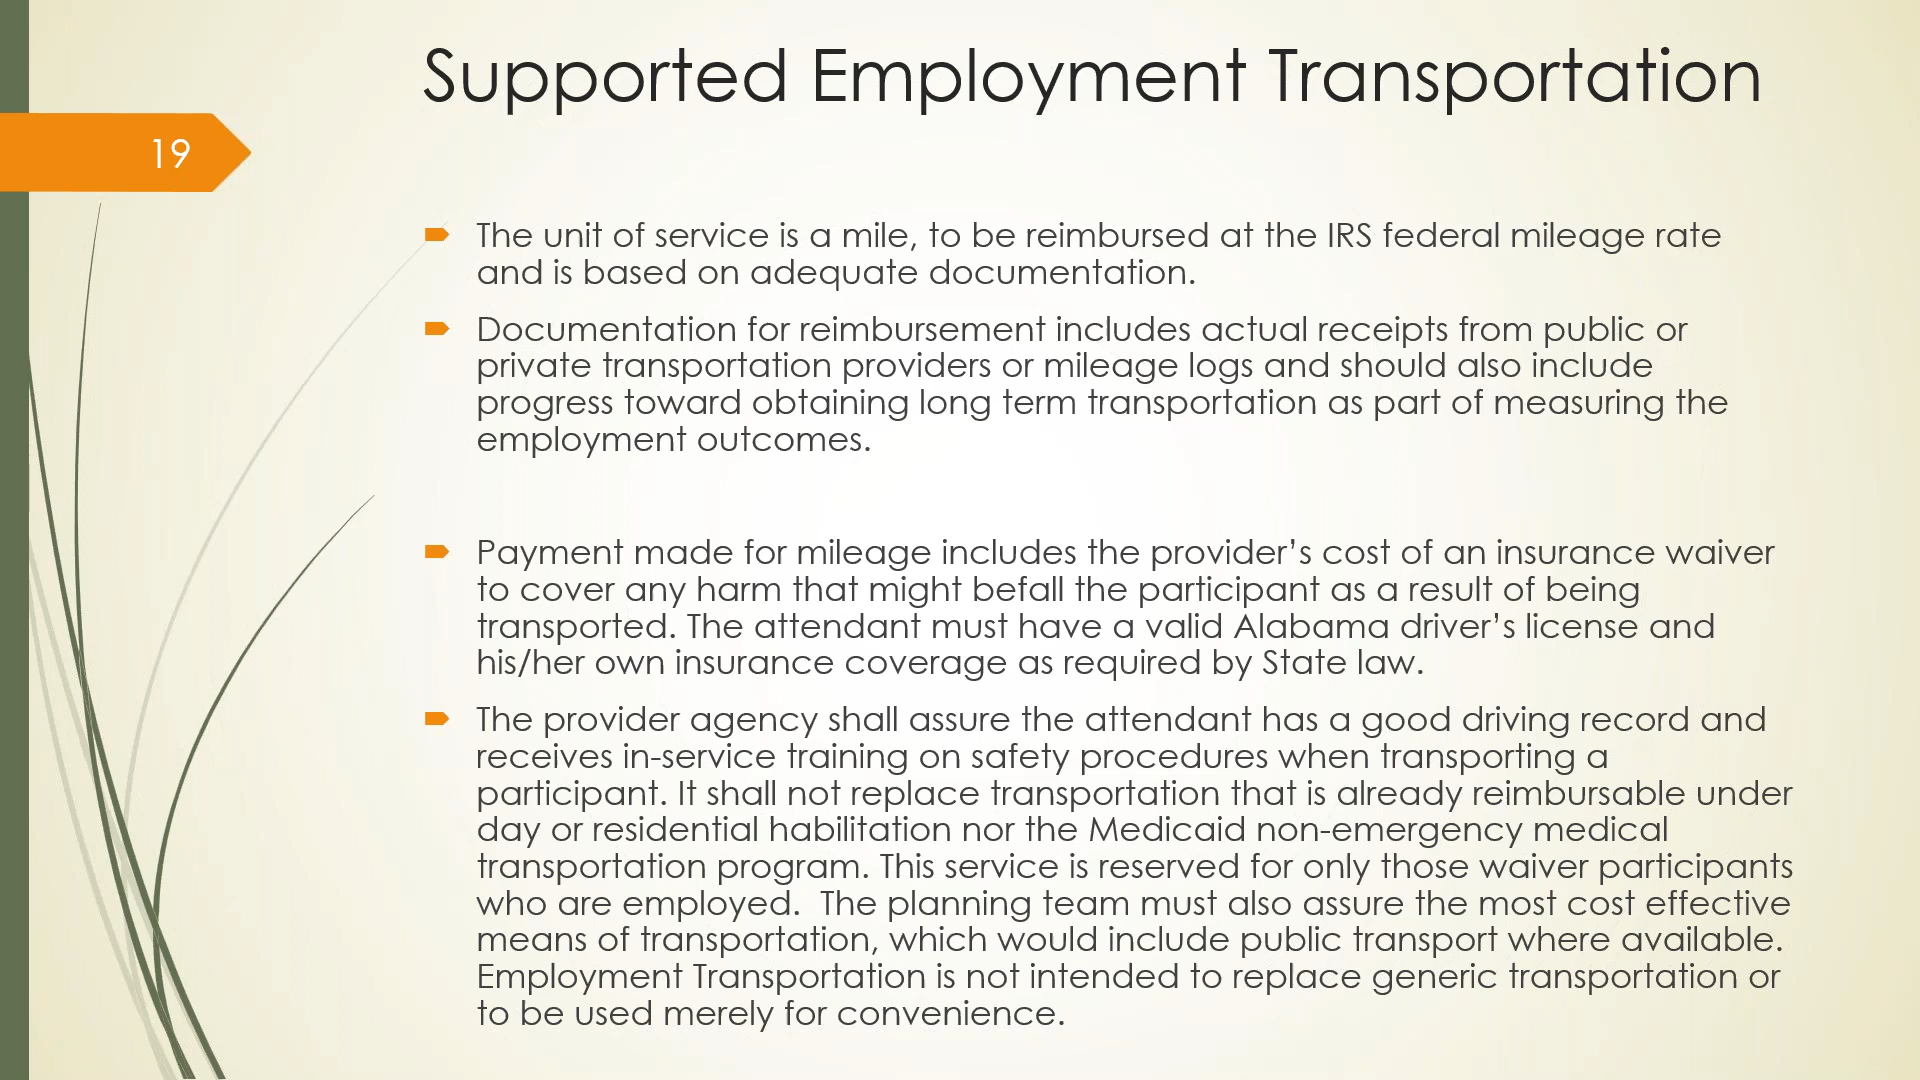 Supported Employment Transportation
19
The unit of service is a mile, to be reimbursed at the IRS federal mileage rate
and is based on adequate documentation.
Documentation for reimbursement includes actual receipts from public or
private transportation providers or mileage logs and should also include
progress toward obtaining long term transportation as part of measuring the
employment outcomes.
Payment made for mileage includes the provider’s cost of an insurance waiver
to cover any harm that might befall the participant as a result of being
transported. The attendant must have a valid Alabama driver’s license and
his/her own insurance coverage as required by State law.
The provider agency shall assure the attendant has a good driving record and
receives in-service training on safety procedures when transporting a
participant. It shall not replace transportation that is already reimbursable under
day or residential habilitation nor the Medicaid non-emergency medical
transportation program. This service is reserved for only those waiver participants
who are employed.  The planning team must also assure the most cost effective
means of transportation, which would include public transport where available.
Employment Transportation is not intended to replace generic transportation or
to be used merely for convenience.